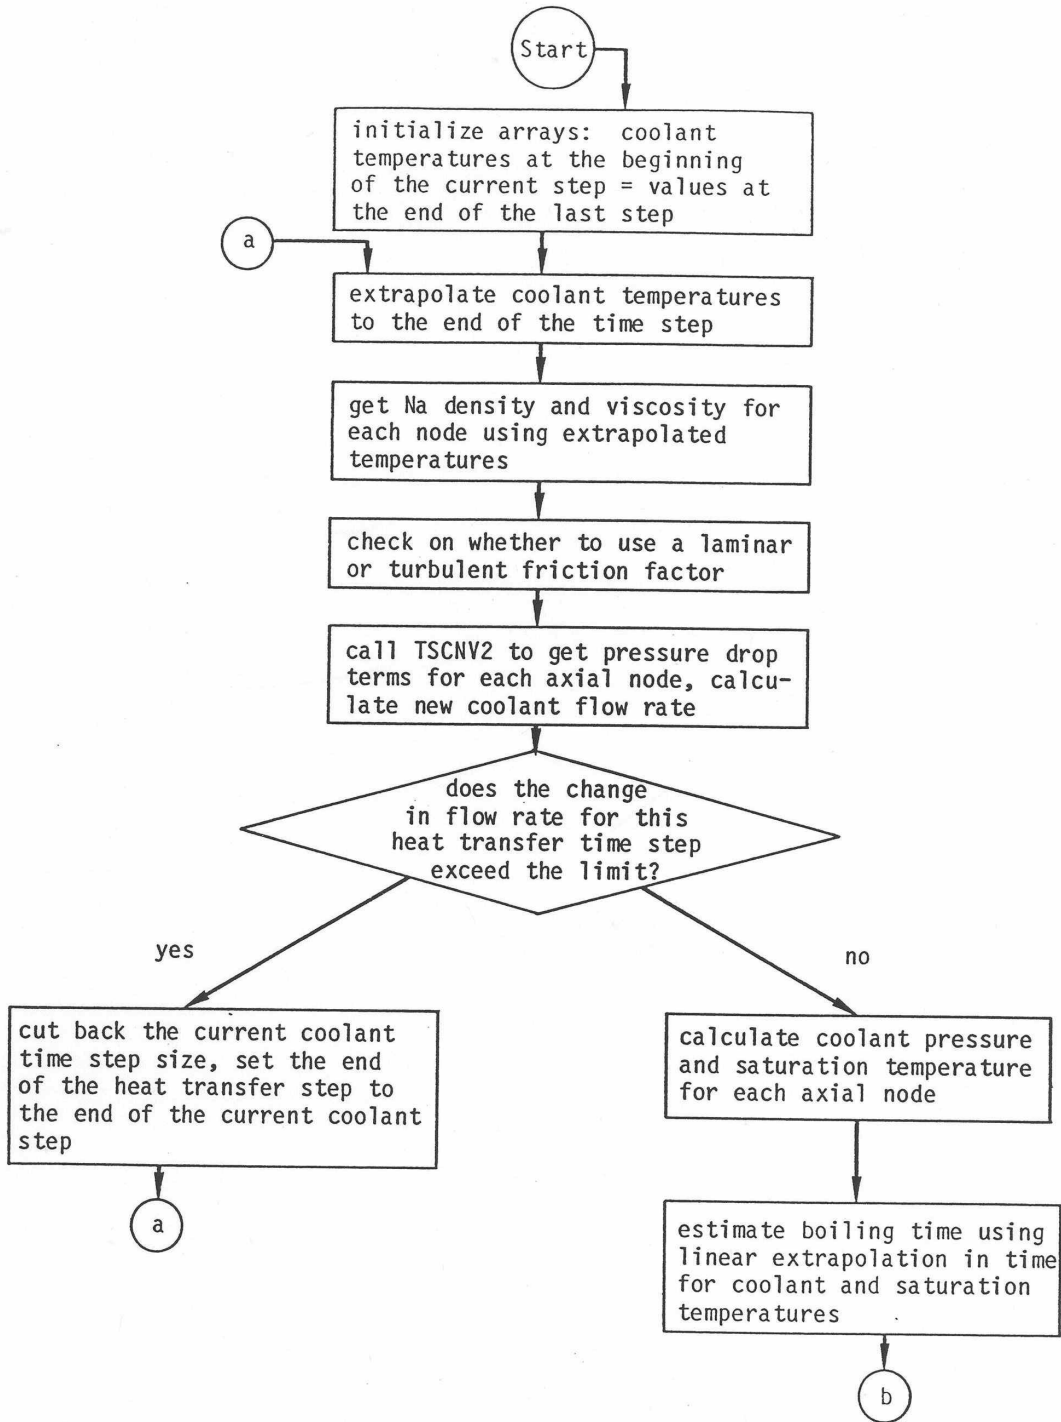 Start
initialize arrays: coolant
temperatures at the beginning
of the current step = values at
the end of the last step
a
extrapolate coolant temperatures
to the end of the time step
get Na density and viscosity for
each node using extrapolated
temperatures
check on whether to use a laminar
or turbulent friction factor
call TSCNV2 to get pressure drop
terms for each axial node, calcu-
late new coolant flow rate
does the change
in flow rate for this
heat transfer time step
exceed the limit?
yes
no
cut back the current coolant
time step size, set the end
of the heat transfer step to
the end of the current coolant
step
a
calculate coolant pressure
and saturation temperature
for each axial node
estimate boiling time using
linear extrapolation in time
for coolant and saturation
temperatures
b